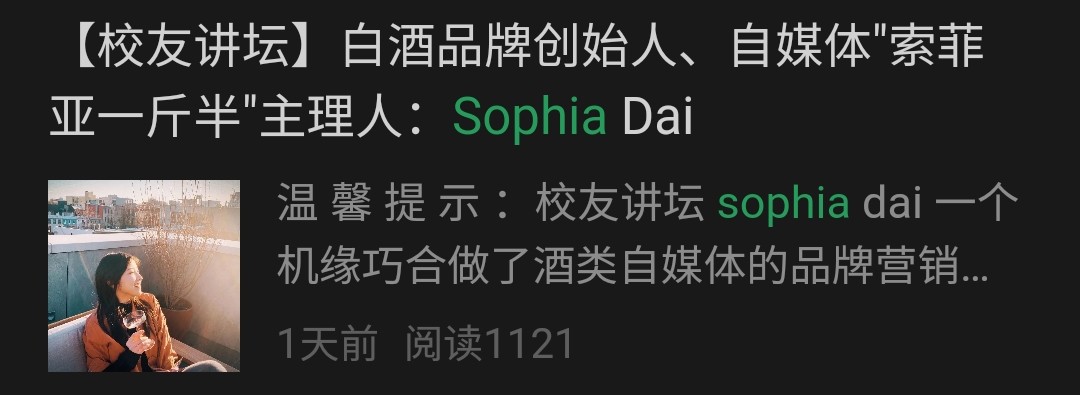 【校友讲坛】白酒品牌创始人、自媒体"索菲
亚一斤半"主理人：Sophia Dai
温 馨 提 示 ：校友讲坛 sophia dai 一个
机缘巧合做了酒类自媒体的品牌营销...
1天前 阅读1121